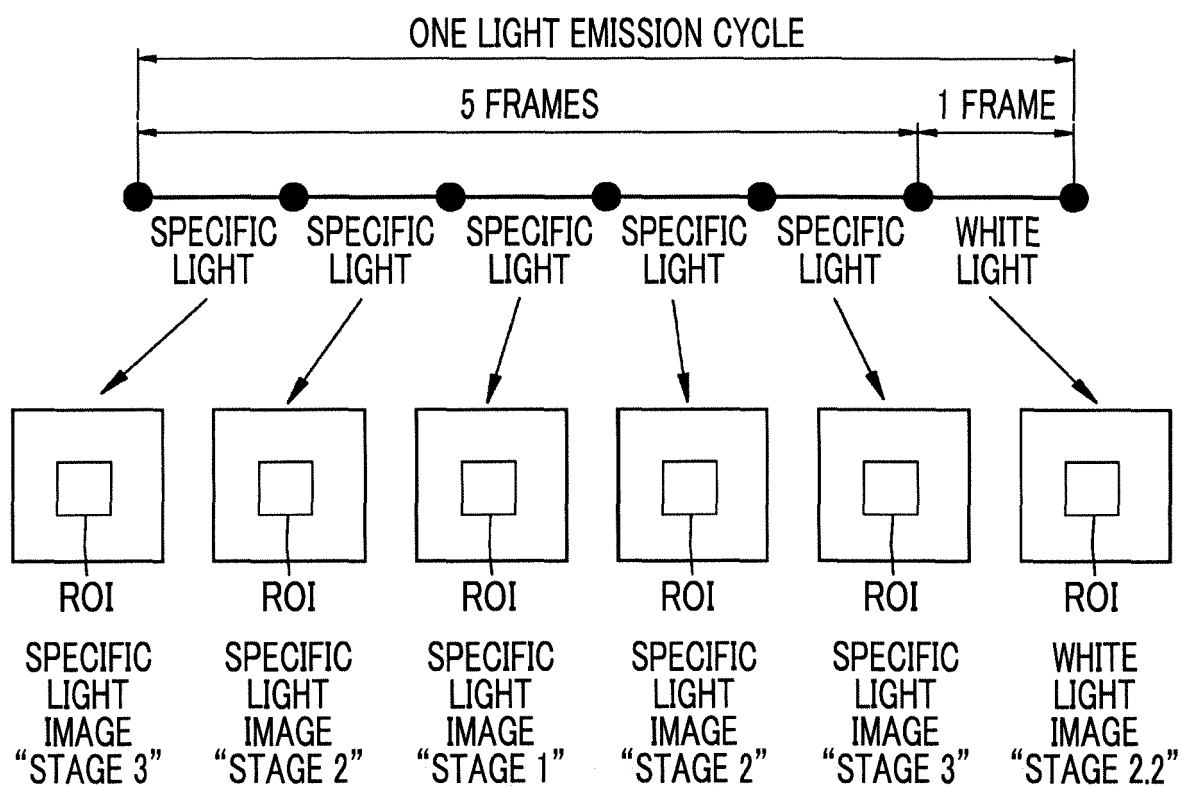 ONE LIGHT EMISSION CYCLE
5 FRAMES
1 FRAME
SPECIFIC
LIGHT
SPECIFIC
LIGHT
SPECIFIC
LIGHT
SPECIFIC
LIGHT
SPECIFIC
LIGHT
WHITE
LIGHT
ROI
ROI
ROI
ROI
ROI
ROI
SPECIFIC
LIGHT
IMAGE
“STAGE 3”
SPECIFIC
LIGHT
IMAGE
“STAGE 2”
SPECIFIC
LIGHT
IMAGE
“STAGE 1”
SPECIFIC
LIGHT
IMAGE
“STAGE 2”
SPECIFIC
LIGHT
IMAGE
“STAGE 3”
WHITE
LIGHT
IMAGE
“STAGE 2.2”